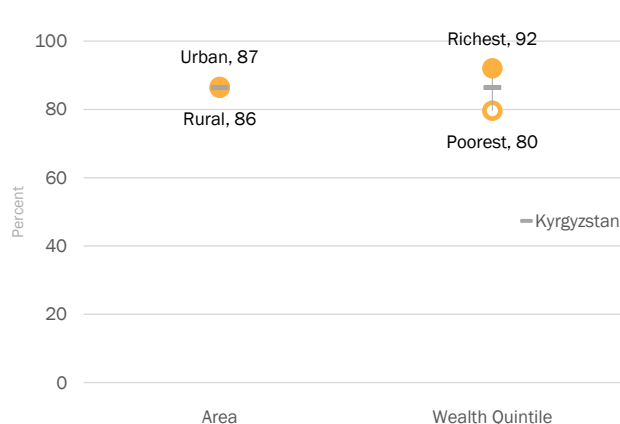 100
80
60
40
20
0
Percent
Urban, 87
Rural, 86
Richest, 92
Poorest, 80
Kyrgyzstan
Area
Wealth Quintile